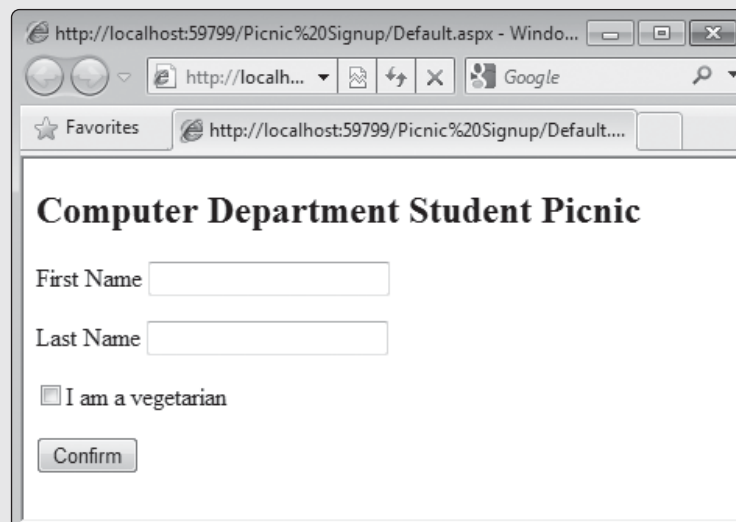 http://localhost:59799/Picnic%20Signup/Default.aspx - Windo...
http://localh...
Google
Favorites
http://localhost:59799/Picnic%20Signup/Default....
Computer Department Student Picnic
First Name
Last Name
I am a vegetarian
Confirm